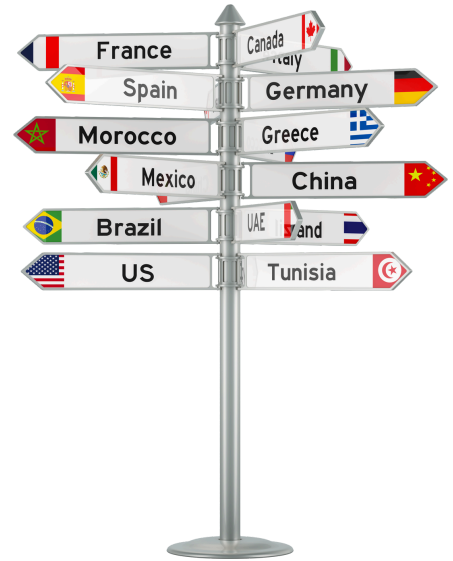 France
Canada
Italy
Spain
Germany
Morocco
Greece
Mexico
China
Brazil
UAE
US
Tunisia